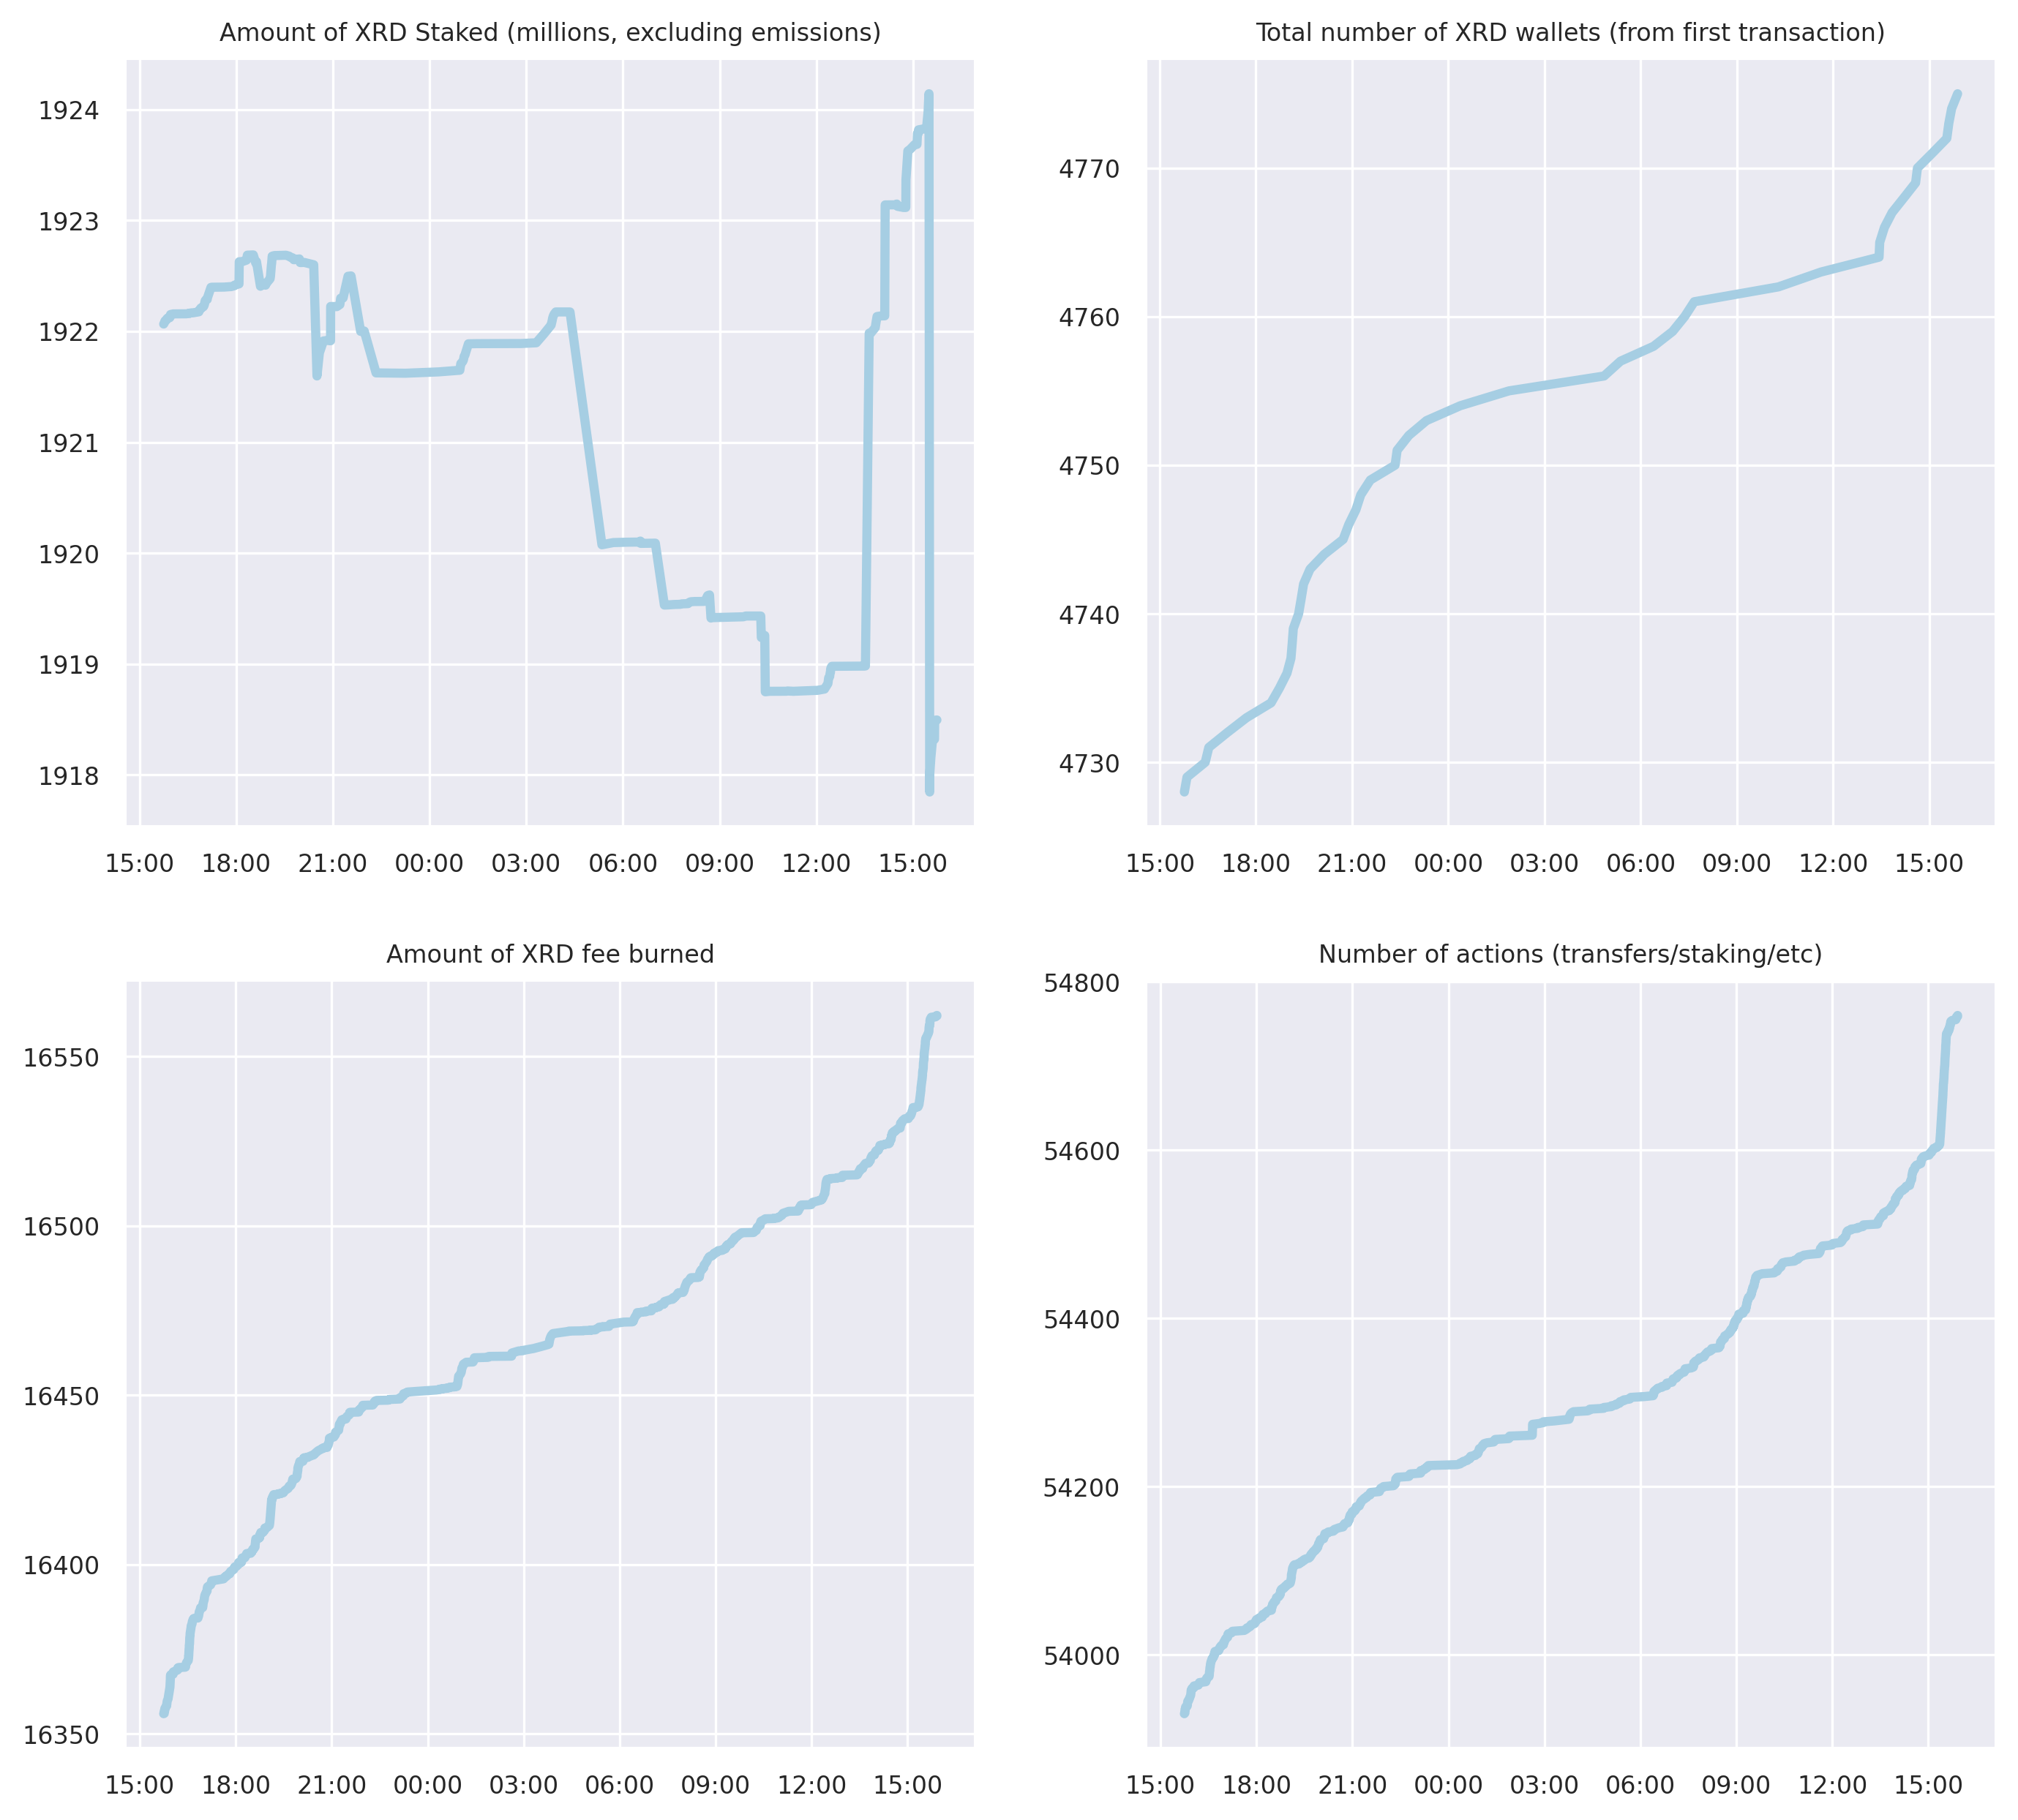 Amount of XRD Staked (millions, excluding emissions)
1924
1923
1922
1921
1920
1919
1918
15:00 18:00 21:00 00:00 03:00 06:00 09:00 12:00 15:00
Total number of XRD wallets (from first transaction)
4770
4760
4750
4740
4730
15:00 18:00 21:00 00:00 03:00 06:00 09:00 12:00 15:00
Amount of XRD fee burned
16550
16500
16450
16400
16350
15:00 18:00 21:00 00:00 03:00 06:00 09:00 12:00 15:00
Number of actions (transfers/staking/etc)
54800
54600
54400
54200
54000
15:00 18:00 21:00 00:00 03:00 06:00 09:00 12:00 15:00